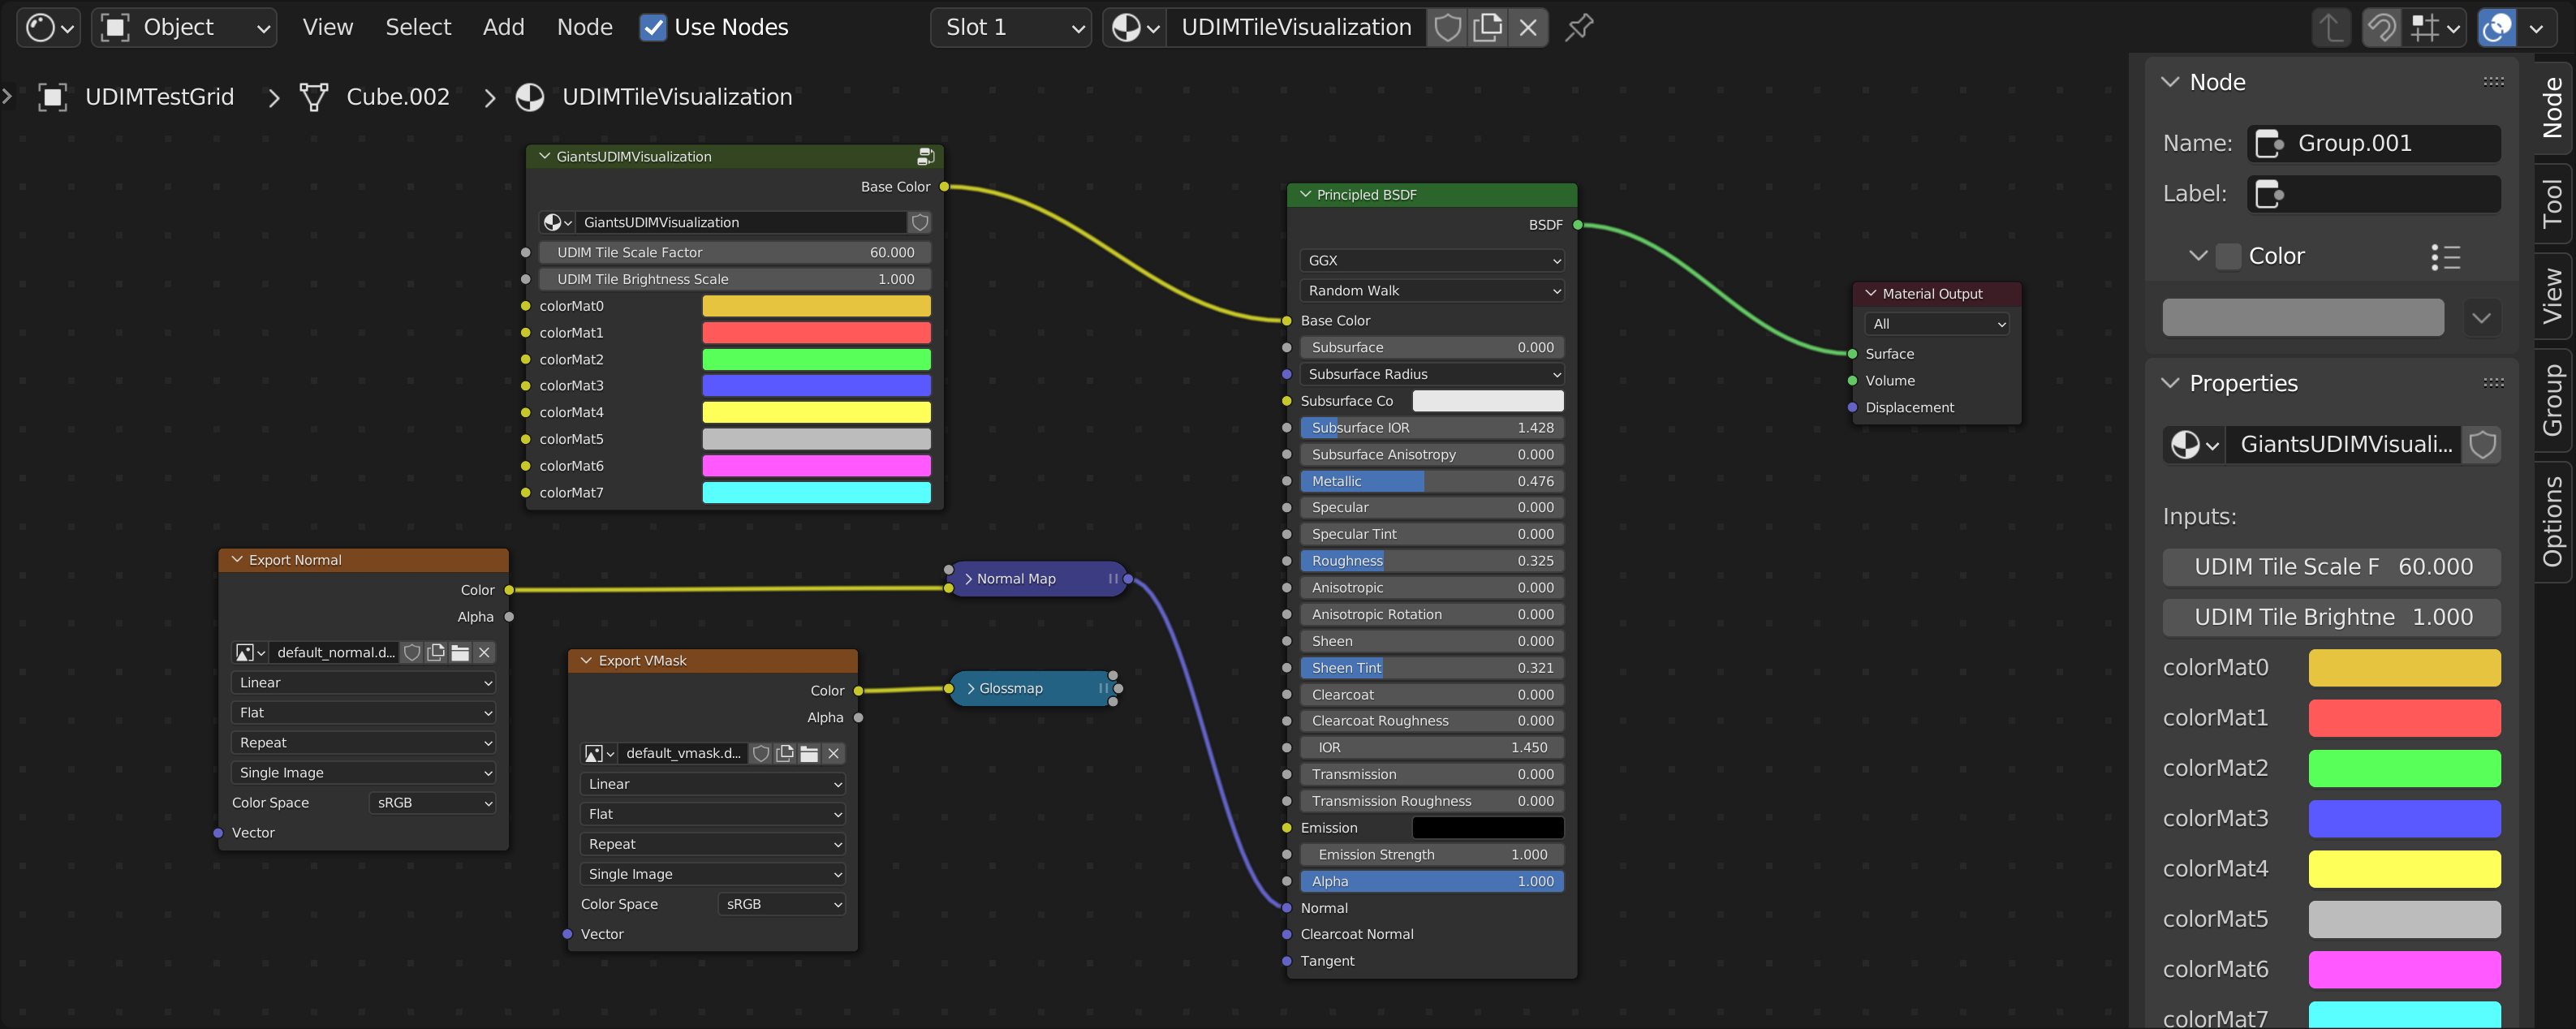 Object View Select Add Node Use Nodes Slot 1 UDIMTileVisualization
UDIMTestGrid Cube.002 UDIMTileVisualization
GiantsUDIMVisualization
Base Color
GiantsUDIMVisualization
UDIM Tile Scale Factor 60.000
UDIM Tile Brightness Scale 1.000
colorMat0
colorMat1
colorMat2
colorMat3
colorMat4
colorMat5
colorMat6
colorMat7
Export Normal
Color
Alpha
default_normal.d...
Linear
Flat
Repeat
Single Image
Color Space sRGB
Vector
Export VMask
Color
Alpha
default_vmask.d...
Linear
Flat
Repeat
Single Image
Color Space sRGB
Vector
Normal Map
Glossmap
Principled BSDF
BSDF
GGX
Random Walk
Base Color
Subsurface 0.000
Subsurface Radius
Subsurface Co
Subsurface IOR 1.428
Subsurface Anisotropy 0.000
Metallic 0.476
Specular 0.000
Specular Tint 0.000
Roughness 0.325
Anisotropic 0.000
Anisotropic Rotation 0.000
Sheen 0.000
Sheen Tint 0.321
Clearcoat 0.000
Clearcoat Roughness 0.000
IOR 1.450
Transmission 0.000
Transmission Roughness 0.000
Emission
Emission Strength 1.000
Alpha 1.000
Normal
Clearcoat Normal
Tangent
Material Output
All
Surface
Volume
Displacement
Node
Name: Group.001
Label:
Color
Properties
GiantsUDIMVisuali...
Inputs:
UDIM Tile Scale F 60.000
UDIM Tile Brightne 1.000
colorMat0
colorMat1
colorMat2
colorMat3
colorMat4
colorMat5
colorMat6
colorMat7
Node
Tool
View
Group
Options